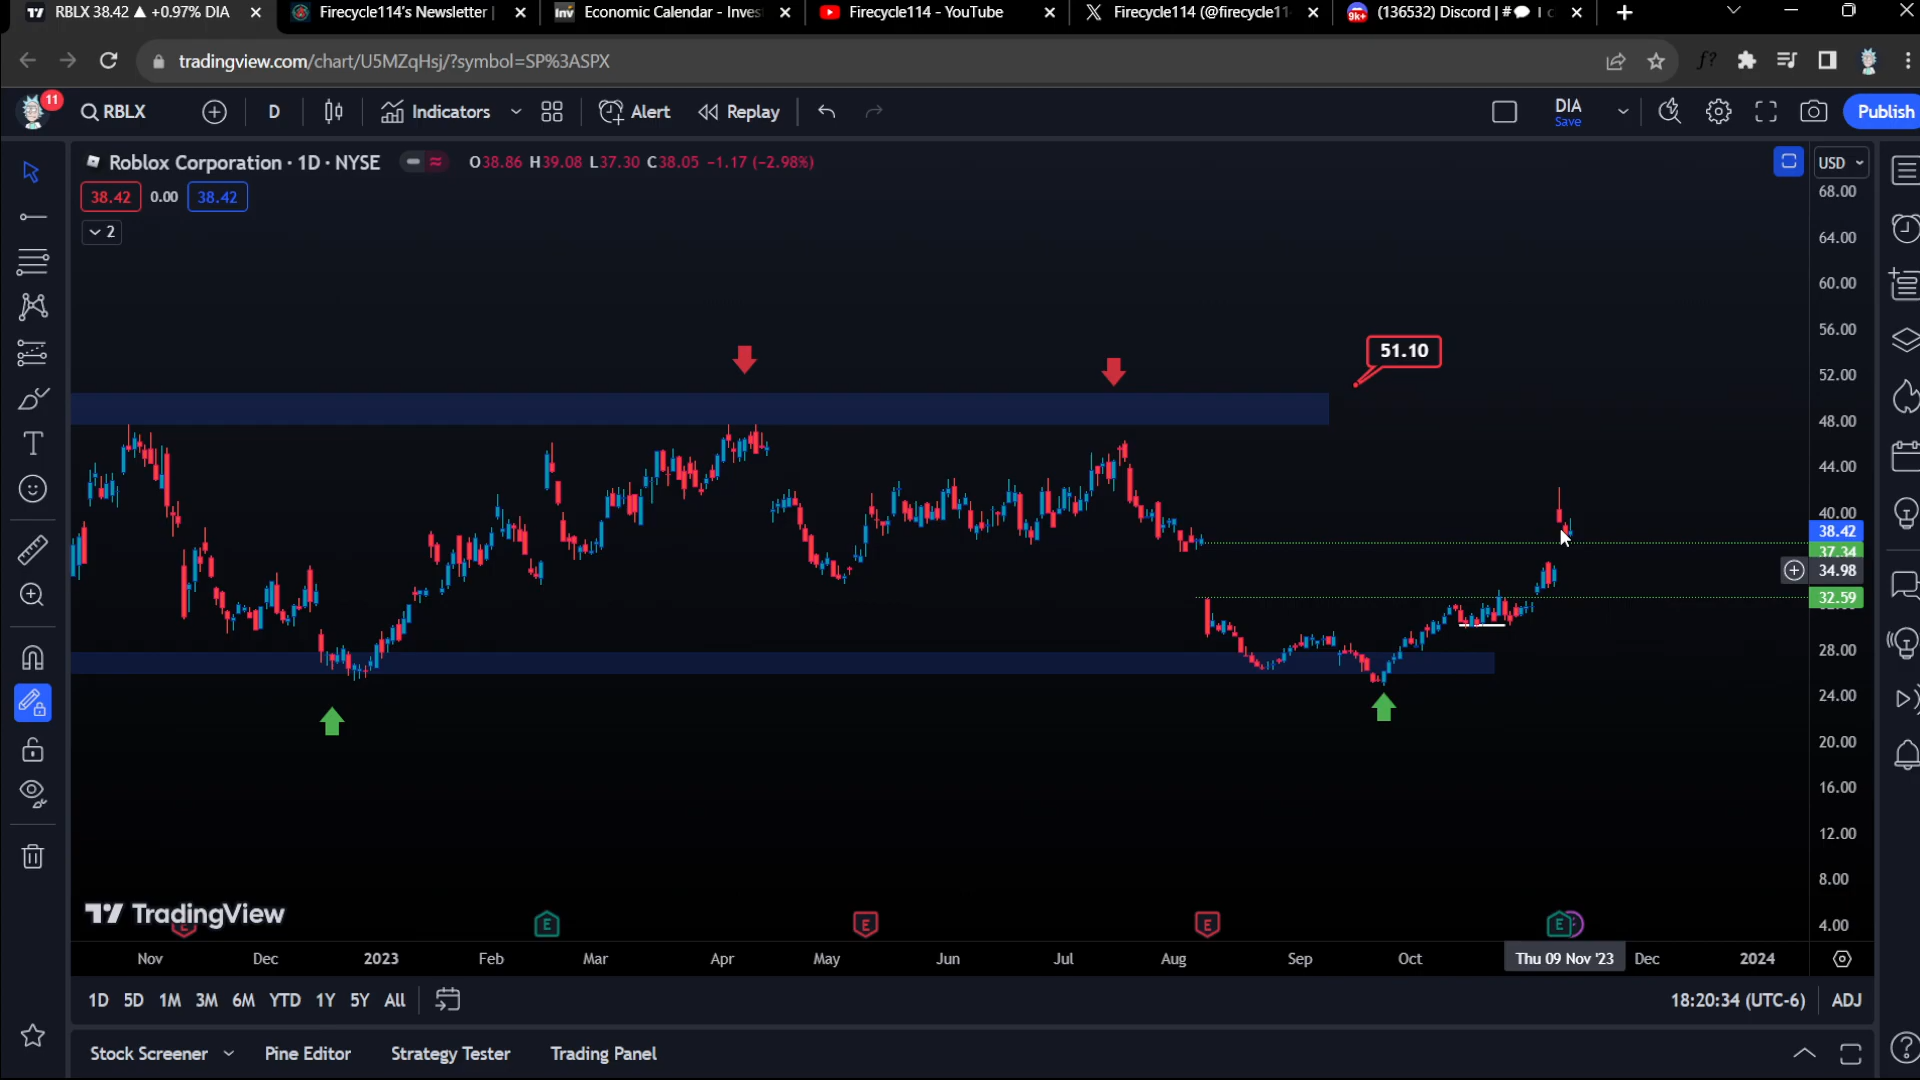 RBLX 38.42 ▲ +0.97% DIA
Firecycle114's Newsletter |
Economic Calendar - Inves
Firecycle114 - YouTube
Firecycle114 (@firecycle11
9k+
(136532) Discord | #
tradingview.com/chart/U5MZqHsj/?symbol=SP%3ASPX
11
RBLX
D
Indicators
Alert
Replay
DIA
Save
Publish
Roblox Corporation · 1D · NYSE
O38.86 H39.08 L37.30 C38.05 −1.17 (−2.98%)
USD
38.42
0.00
38.42
2
68.00
64.00
60.00
56.00
52.00
48.00
44.00
40.00
38.42
37.34
34.98
32.59
28.00
24.00
20.00
16.00
12.00
8.00
4.00
51.10
TradingView
E
E
E
E
E
Nov
Dec
2023
Feb
Mar
Apr
May
Jun
Jul
Aug
Sep
Oct
Thu 09 Nov '23
Dec
2024
1D 5D 1M 3M 6M YTD 1Y 5Y All
18:20:34 (UTC-6)
ADJ
Stock Screener
Pine Editor
Strategy Tester
Trading Panel